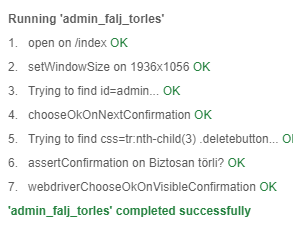 Running 'admin_falj_torles'
1. open on /index OK
2. setWindowSize on 1936x1056 OK
3. Trying to find id=admin... OK
4. chooseOkOnNextConfirmation OK
5. Trying to find css=tr:nth-child(3) .deletebutton... O
6. assertConfirmation on Biztosan törli? OK
7. webdriverChooseOkOnVisibleConfirmation OK
'admin_falj_torles' completed successfully